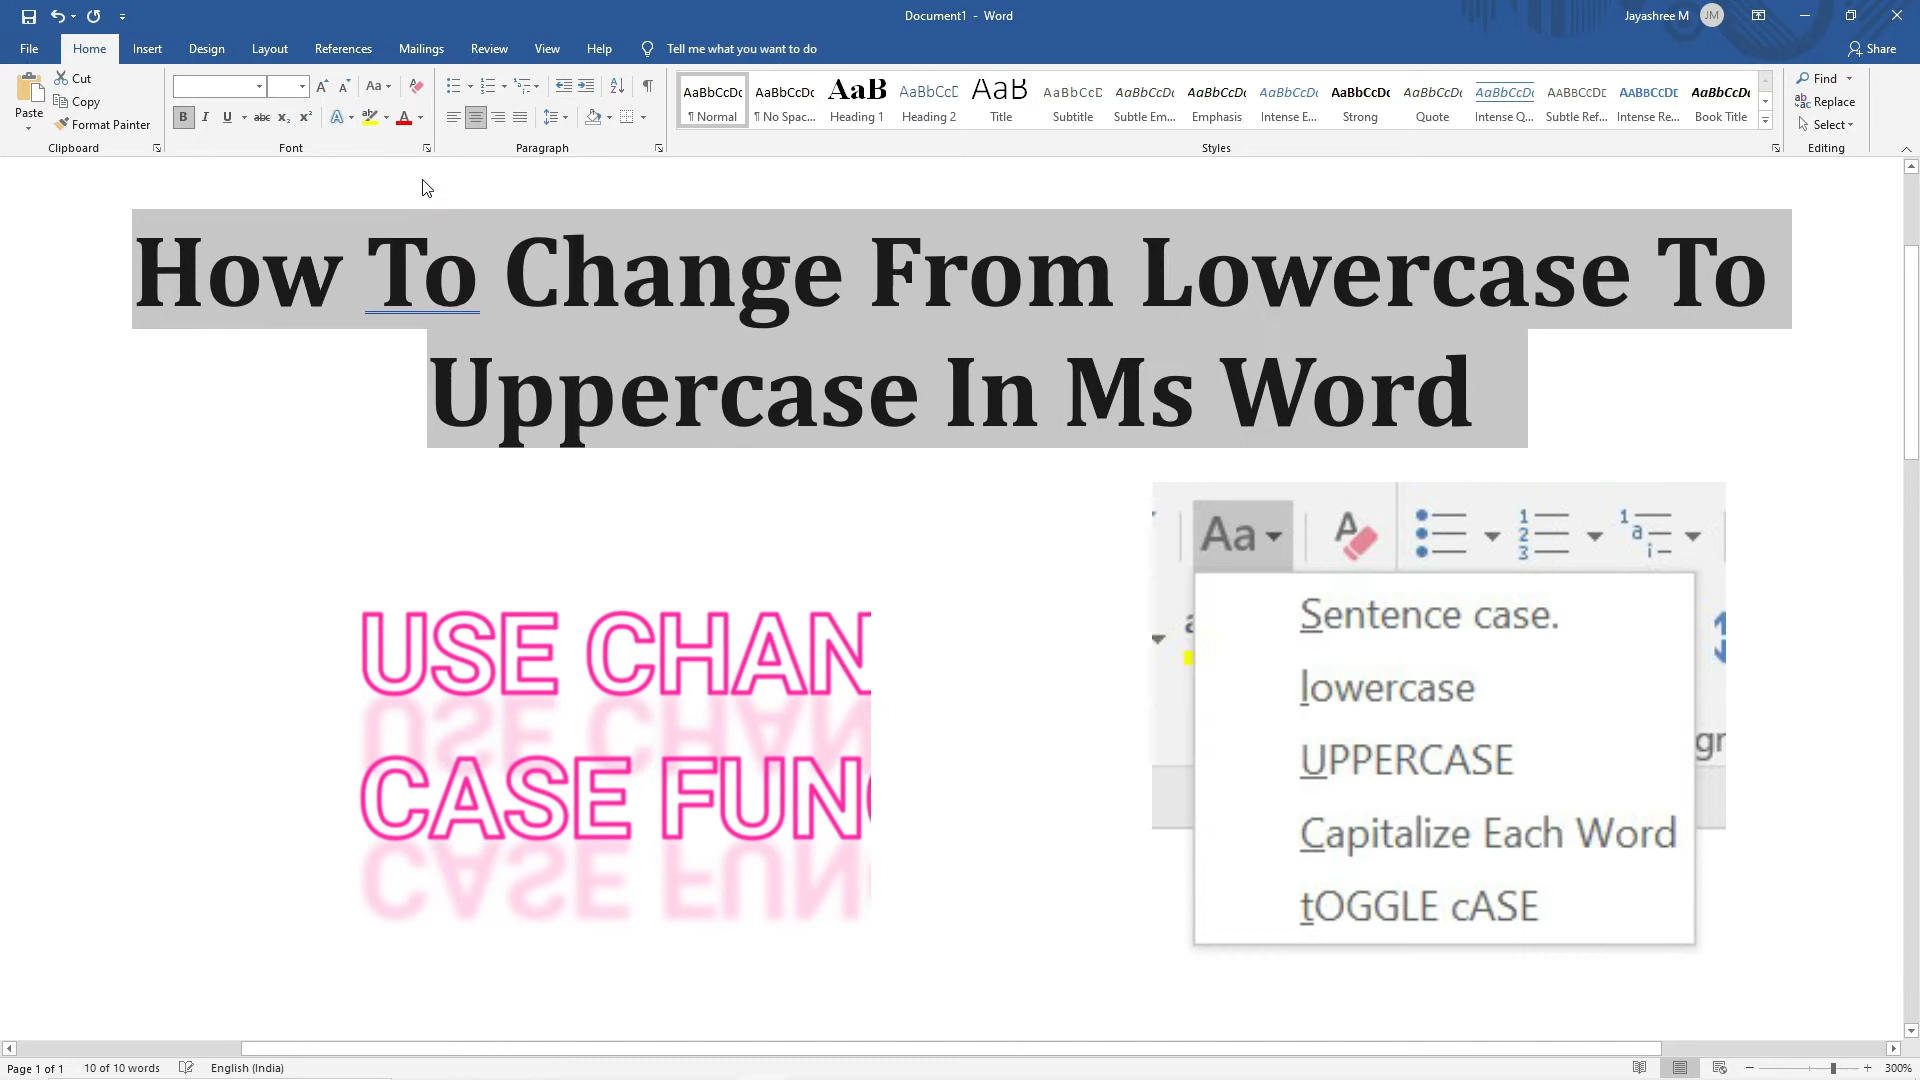 Document1 - Word
Jayashree M
JM
File Home Insert Design Layout References Mailings Review View Help Tell me what you want to do Share
Paste
Cut
Copy
Format Painter
Clipboard
Font
Paragraph
AaBbCcDc ¶ Normal
AaBbCcDc ¶ No Spac...
AaB Heading 1
AaBbCcD Heading 2
AaB Title
AaBbCcD Subtitle
AaBbCcDc Subtle Em...
AaBbCcDc Emphasis
AaBbCcDc Intense E...
AaBbCcDc Strong
AaBbCcDc Quote
AaBbCcDc Intense Q...
AABBCCDE Subtle Ref...
AABBCCDE Intense Re...
AaBbCcDc Book Title
Styles
Find
Replace
Select
Editing
How To Change From Lowercase To
Uppercase In Ms Word
USE CHAN
CASE FUN
Aa
Sentence case.
lowercase
UPPERCASE
Capitalize Each Word
tOGGLE cASE
gr
Page 1 of 1 10 of 10 words English (India) 300%